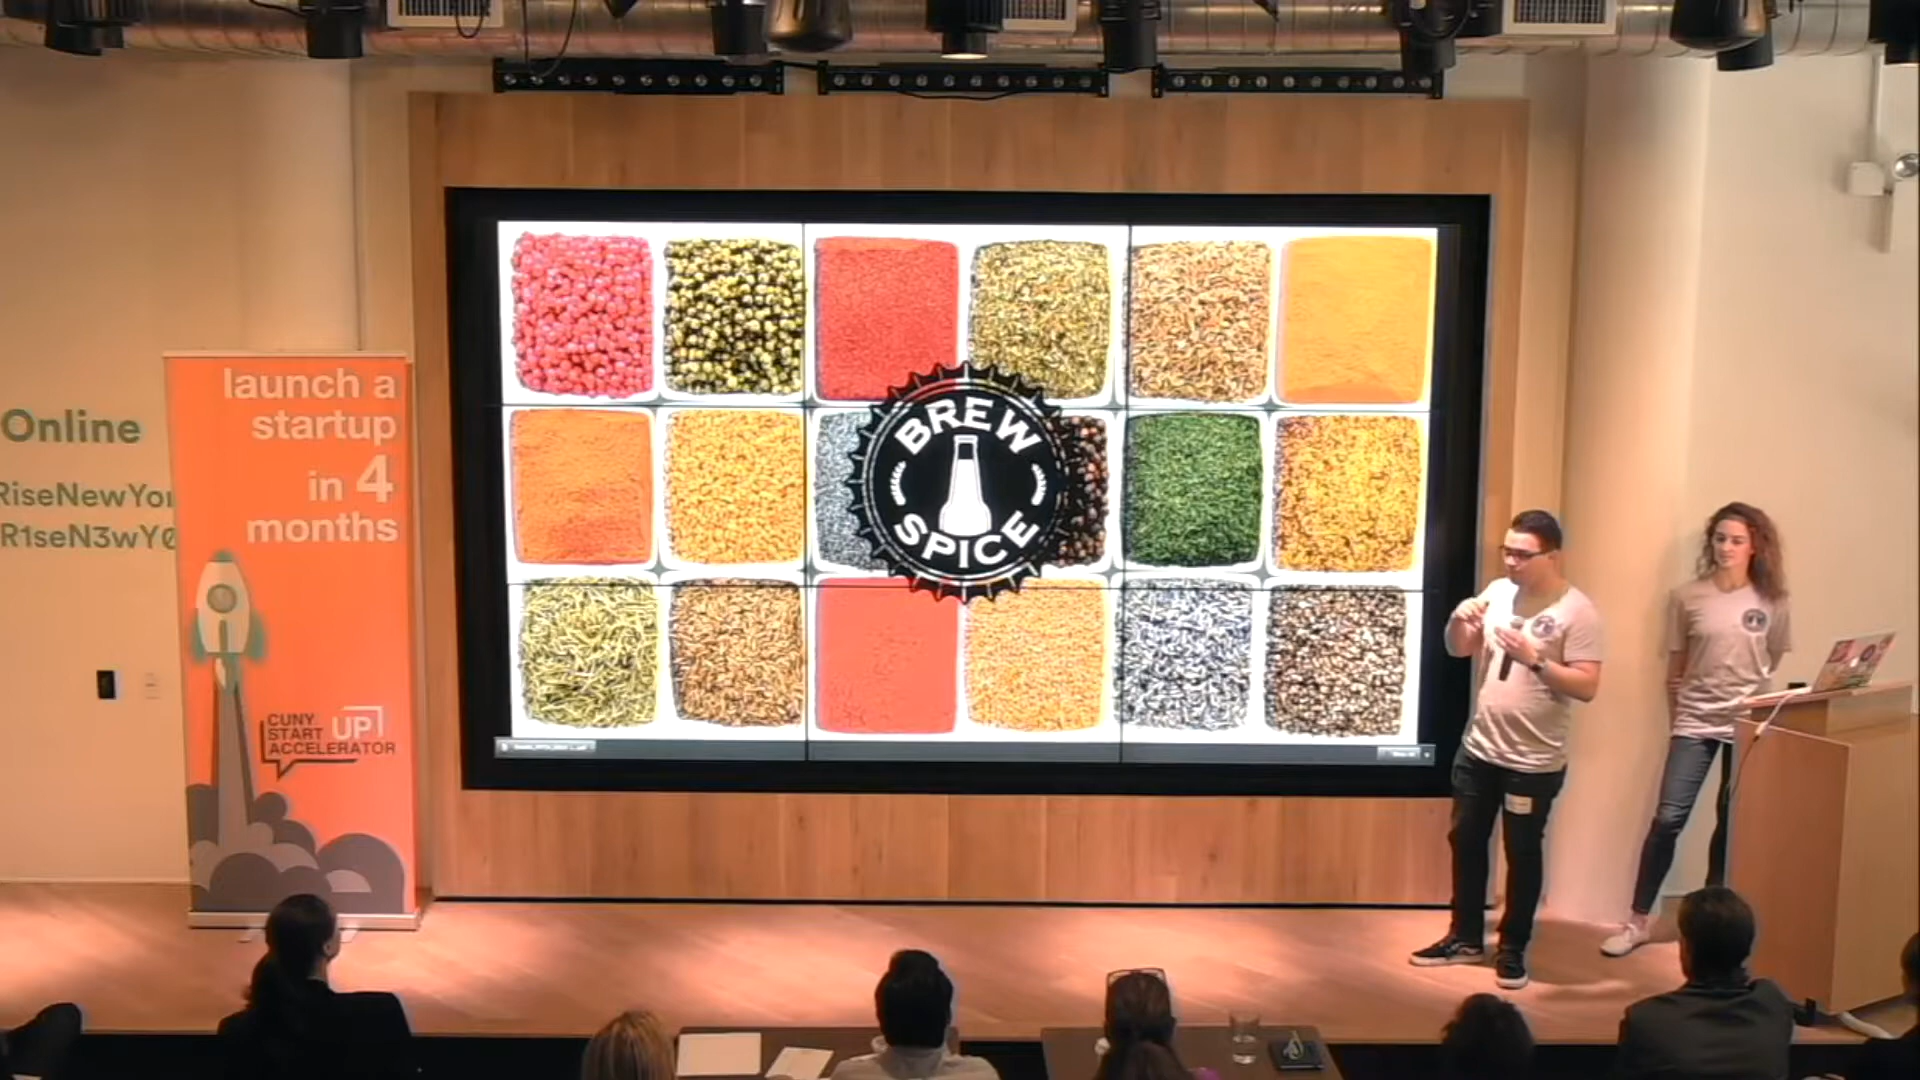 Online
RiseNewYor
R1seN3wY0
launch a
startup
in 4
months
CUNY
START UP
ACCELERATOR
BREW
SPICE